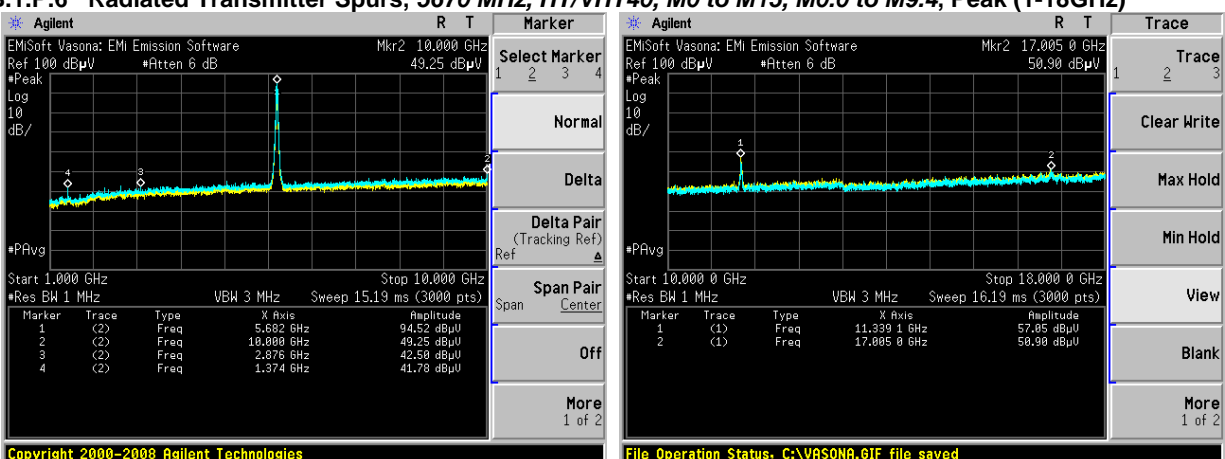 Radiated Transmitter Spurs, 5670 MHz, HT/VHT40, M0 to M15, M0.0 to M9.4, Peak (1-18GHz)
Agilent R T Marker
EMiSoft Vasona: EMi Emission Software Mkr2 10.000 GHz
Ref 100 dBµV #Atten 6 dB 49.25 dBµV
#Peak
Log
10
dB/
4
3
2
#PAvg
Start 1.000 GHz Stop 10.000 GHz
#Res BW 1 MHz VBW 3 MHz Sweep 15.19 ms (3000 pts)
Marker Trace Type X Axis Amplitude
1 (2) Freq 5.682 GHz 94.52 dBµV
2 (2) Freq 10.000 GHz 49.25 dBµV
3 (2) Freq 2.876 GHz 42.50 dBµV
4 (2) Freq 1.374 GHz 41.78 dBµV
Select Marker
1 2 3 4
Normal
Delta
Delta Pair
(Tracking Ref)
Ref Δ
Span Pair
Span Center
Off
More
1 of 2
Copyright 2000-2008 Agilent Technologies
Agilent R T Trace
EMiSoft Vasona: EMi Emission Software Mkr2 17.005 0 GHz
Ref 100 dBµV #Atten 6 dB 50.90 dBµV
#Peak
Log
10
dB/
1
2
#PAvg
Start 10.000 0 GHz Stop 18.000 0 GHz
#Res BW 1 MHz VBW 3 MHz Sweep 16.19 ms (3000 pts)
Marker Trace Type X Axis Amplitude
1 (1) Freq 11.339 1 GHz 57.05 dBµV
2 (1) Freq 17.005 0 GHz 50.90 dBµV
Trace
1 2 3
Clear Write
Max Hold
Min Hold
View
Blank
More
1 of 2
File Operation Status, C:\VASONA.GIF file saved